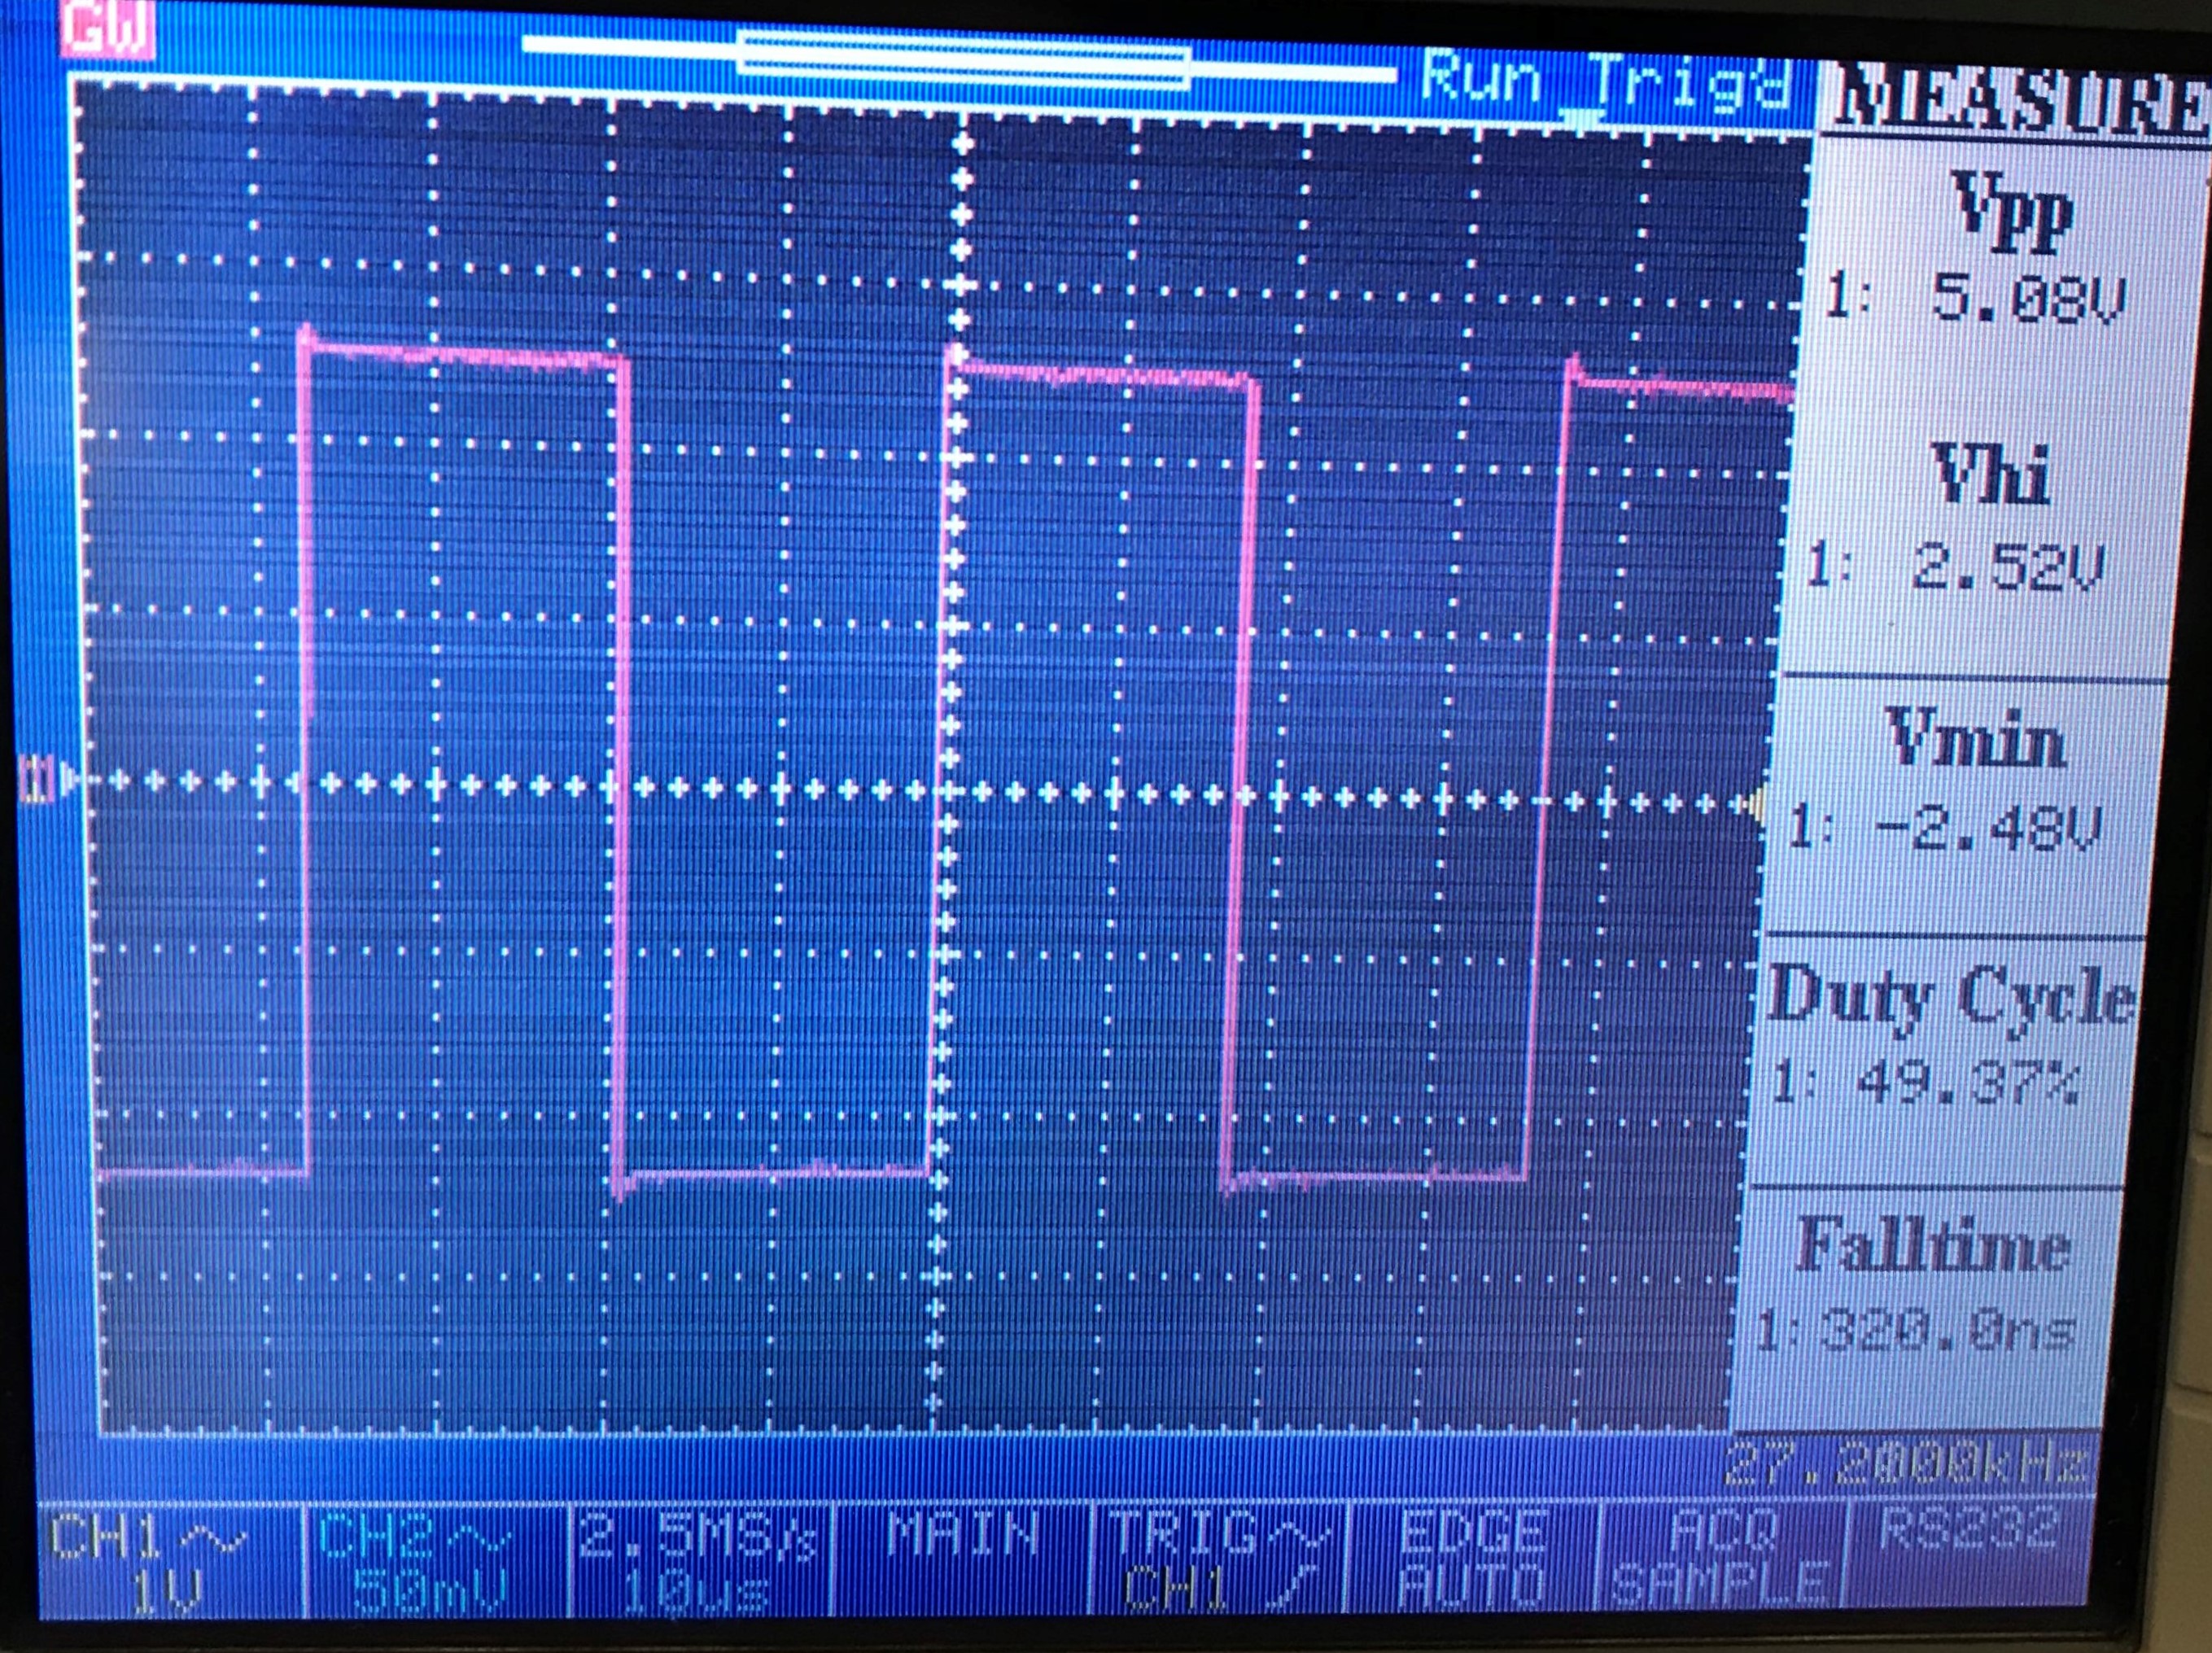 GW
Run Trig'd
MEASURE
Vpp
1: 5.08V
Vhi
1: 2.52V
Vmin
1: -2.48V
Duty Cycle
1: 49.37%
Falltime
1: 320.0ns
1
27.2000kHz
CH1 ~ CH2 ~ 2.5MS/s MAIN TRIG ~ EDGE ACQ RS232
1V 50mV 10us CH1 AUTO SAMPLE